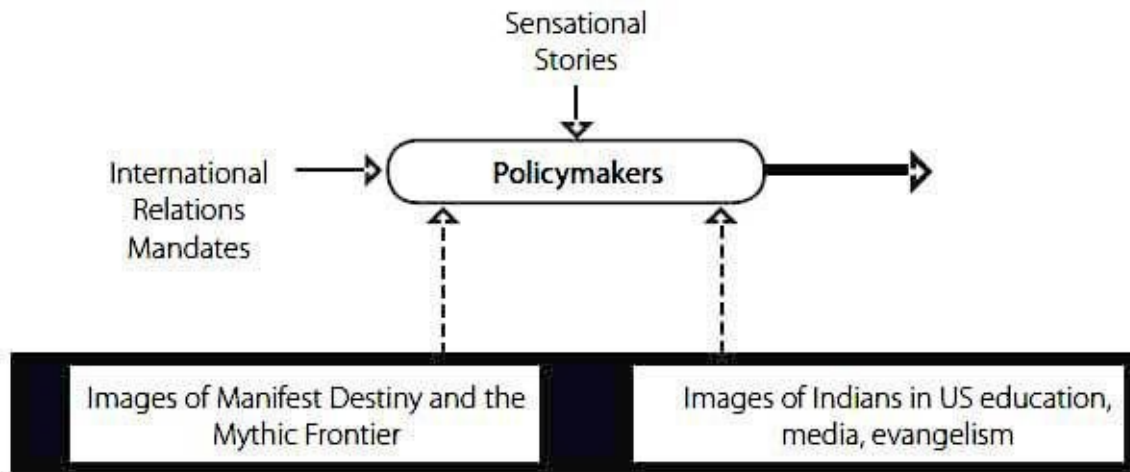 Sensational
Stories
International
Relations
Mandates
Policymakers
Images of Manifest Destiny and the
Mythic Frontier
Images of Indians in US education,
media, evangelism